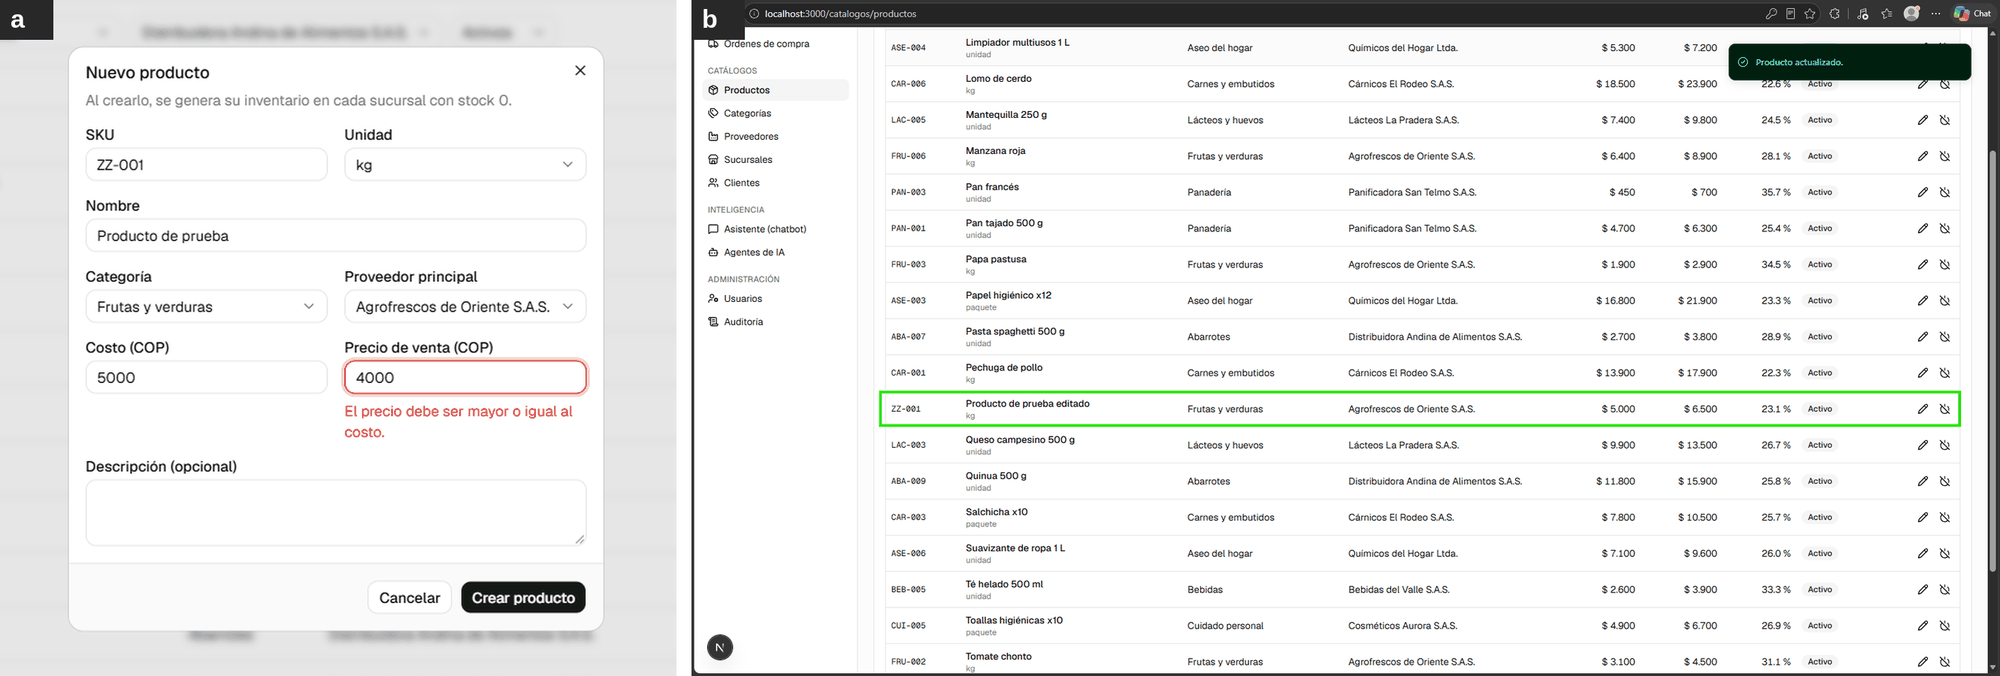 a
Nuevo producto
Al crearlo, se genera su inventario en cada sucursal con stock 0.
SKU
Unidad
ZZ-001
kg
Nombre
Producto de prueba
Categoría
Proveedor principal
Frutas y verduras
Agrofrescos de Oriente S.A.S.
Costo (COP)
Precio de venta (COP)
5000
4000
El precio debe ser mayor o igual al
costo.
Descripción (opcional)
Cancelar
Crear producto
b
localhost:3000/catalogos/productos
Chat
Órdenes de compra
CATÁLOGOS
Productos
Categorías
Proveedores
Sucursales
Clientes
INTELIGENCIA
Asistente (chatbot)
Agentes de IA
ADMINISTRACIÓN
Usuarios
Auditoría
N
Producto actualizado.
ASE-004 Limpiador multiusos 1 L Aseo del hogar Químicos del Hogar Ltda. $ 5.300 $ 7.200
unidad
CAR-006 Lomo de cerdo Carnes y embutidos Cárnicos El Rodeo S.A.S. $ 18.500 $ 23.900 22.6 % Activo
kg
LAC-005 Mantequilla 250 g Lácteos y huevos Lácteos La Pradera S.A.S. $ 7.400 $ 9.800 24.5 % Activo
unidad
FRU-006 Manzana roja Frutas y verduras Agrofrescos de Oriente S.A.S. $ 6.400 $ 8.900 28.1 % Activo
kg
PAN-003 Pan francés Panadería Panificadora San Telmo S.A.S. $ 450 $ 700 35.7 % Activo
unidad
PAN-001 Pan tajado 500 g Panadería Panificadora San Telmo S.A.S. $ 4.700 $ 6.300 25.4 % Activo
unidad
FRU-003 Papa pastusa Frutas y verduras Agrofrescos de Oriente S.A.S. $ 1.900 $ 2.900 34.5 % Activo
kg
ASE-003 Papel higiénico x12 Aseo del hogar Químicos del Hogar Ltda. $ 16.800 $ 21.900 23.3 % Activo
paquete
ABA-007 Pasta spaghetti 500 g Abarrotes Distribuidora Andina de Alimentos S.A.S. $ 2.700 $ 3.800 28.9 % Activo
unidad
CAR-001 Pechuga de pollo Carnes y embutidos Cárnicos El Rodeo S.A.S. $ 13.900 $ 17.900 22.3 % Activo
kg
ZZ-001 Producto de prueba editado Frutas y verduras Agrofrescos de Oriente S.A.S. $ 5.000 $ 6.500 23.1 % Activo
kg
LAC-003 Queso campesino 500 g Lácteos y huevos Lácteos La Pradera S.A.S. $ 9.900 $ 13.500 26.7 % Activo
unidad
ABA-009 Quinua 500 g Abarrotes Distribuidora Andina de Alimentos S.A.S. $ 11.800 $ 15.900 25.8 % Activo
unidad
CAR-003 Salchicha x10 Carnes y embutidos Cárnicos El Rodeo S.A.S. $ 7.800 $ 10.500 25.7 % Activo
paquete
ASE-006 Suavizante de ropa 1 L Aseo del hogar Químicos del Hogar Ltda. $ 7.100 $ 9.600 26.0 % Activo
unidad
BEB-005 Té helado 500 ml Bebidas Bebidas del Valle S.A.S. $ 2.600 $ 3.900 33.3 % Activo
unidad
CUI-005 Toallas higiénicas x10 Cuidado personal Cosméticos Aurora S.A.S. $ 4.900 $ 6.700 26.9 % Activo
paquete
FRU-002 Tomate chonto Frutas y verduras Agrofrescos de Oriente S.A.S. $ 3.100 $ 4.500 31.1 % Activo
kg